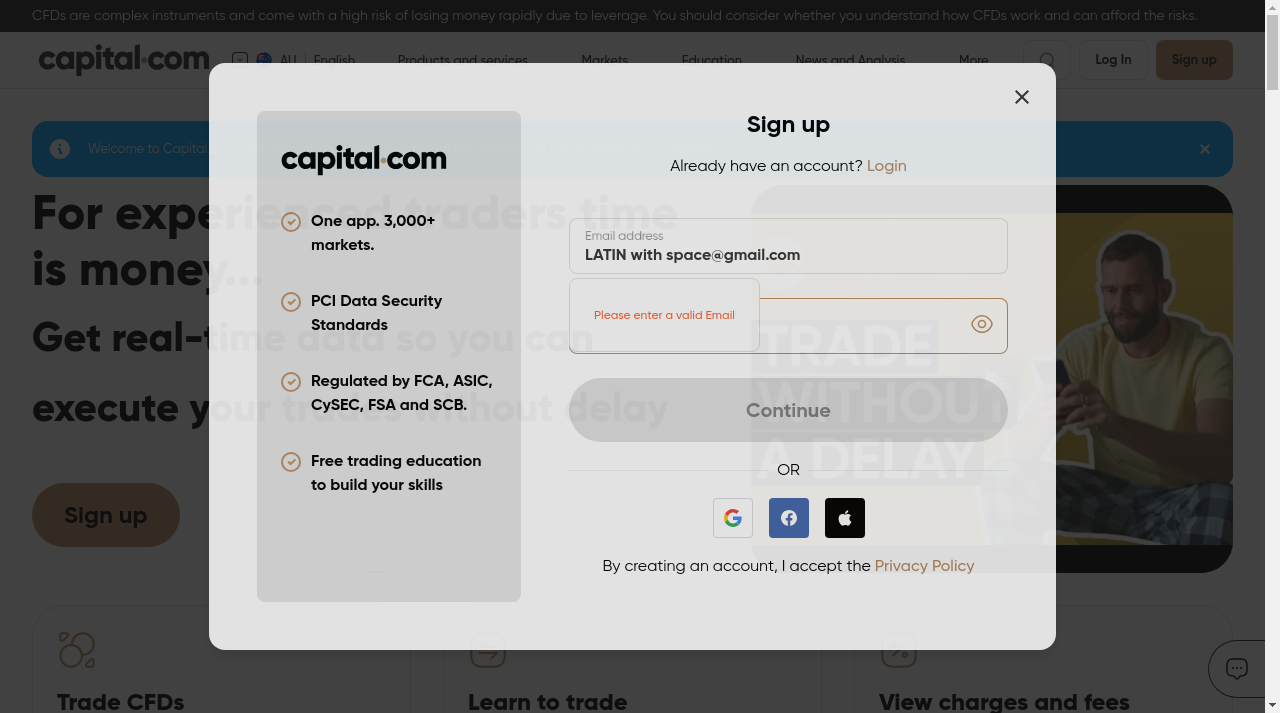 CFDs are complex instruments and come with a high risk of losing money rapidly due to leverage. You should consider whether you understand how CFDs work and can afford the risks.
capital.com
AU English
Products and services
Markets
Education
News and Analysis
More
Log In
Sign up
Welcome to Capital
For experienced traders time
is money...
Get real-time data so you can
execute your trades without delay
Sign up
TRADE
WITHOUT
A DELAY
Sign up
Already have an account? Login
capital.com
One app. 3,000+
markets.
PCI Data Security
Standards
Regulated by FCA, ASIC,
CySEC, FSA and SCB.
Free trading education
to build your skills
Email address
LATIN with space@gmail.com
Please enter a valid Email
Continue
OR
By creating an account, I accept the Privacy Policy
Trade CFDs
Learn to trade
View charges and fees